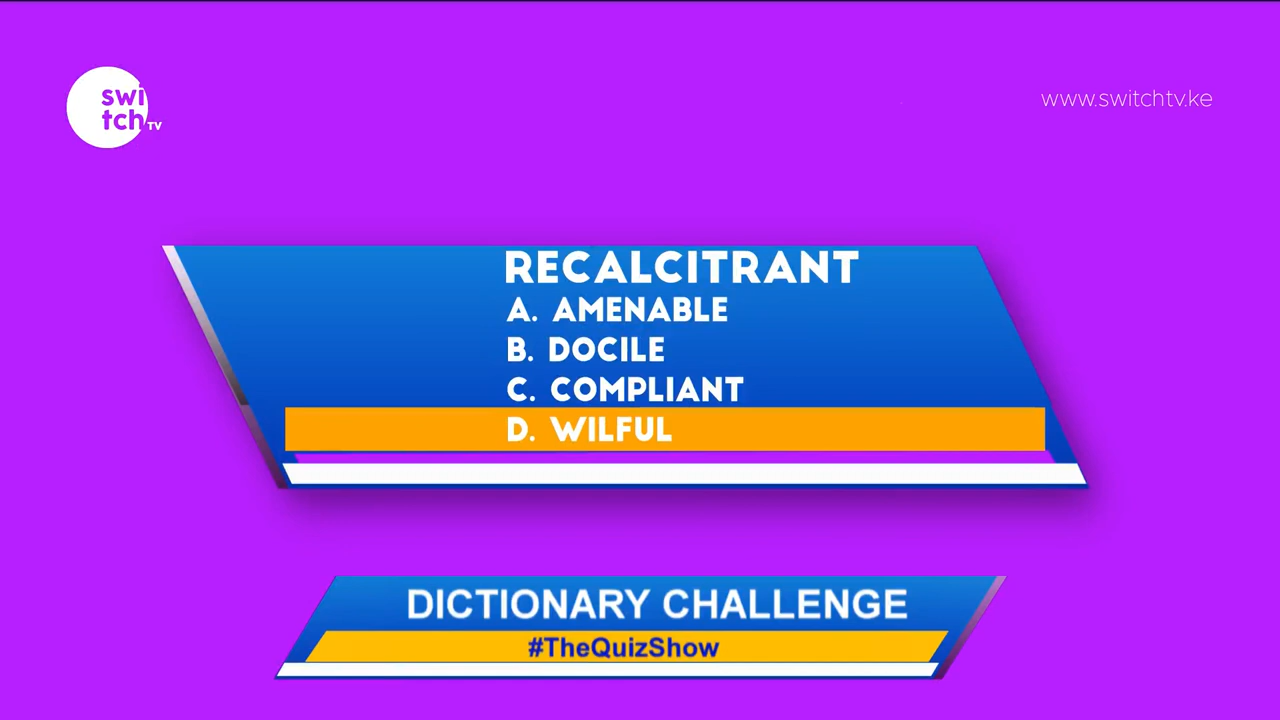 swi
tch TV
www.switchtv.ke
RECALCITRANT
A. AMENABLE
B. DOCILE
C. COMPLIANT
D. WILFUL
DICTIONARY CHALLENGE
#TheQuizShow